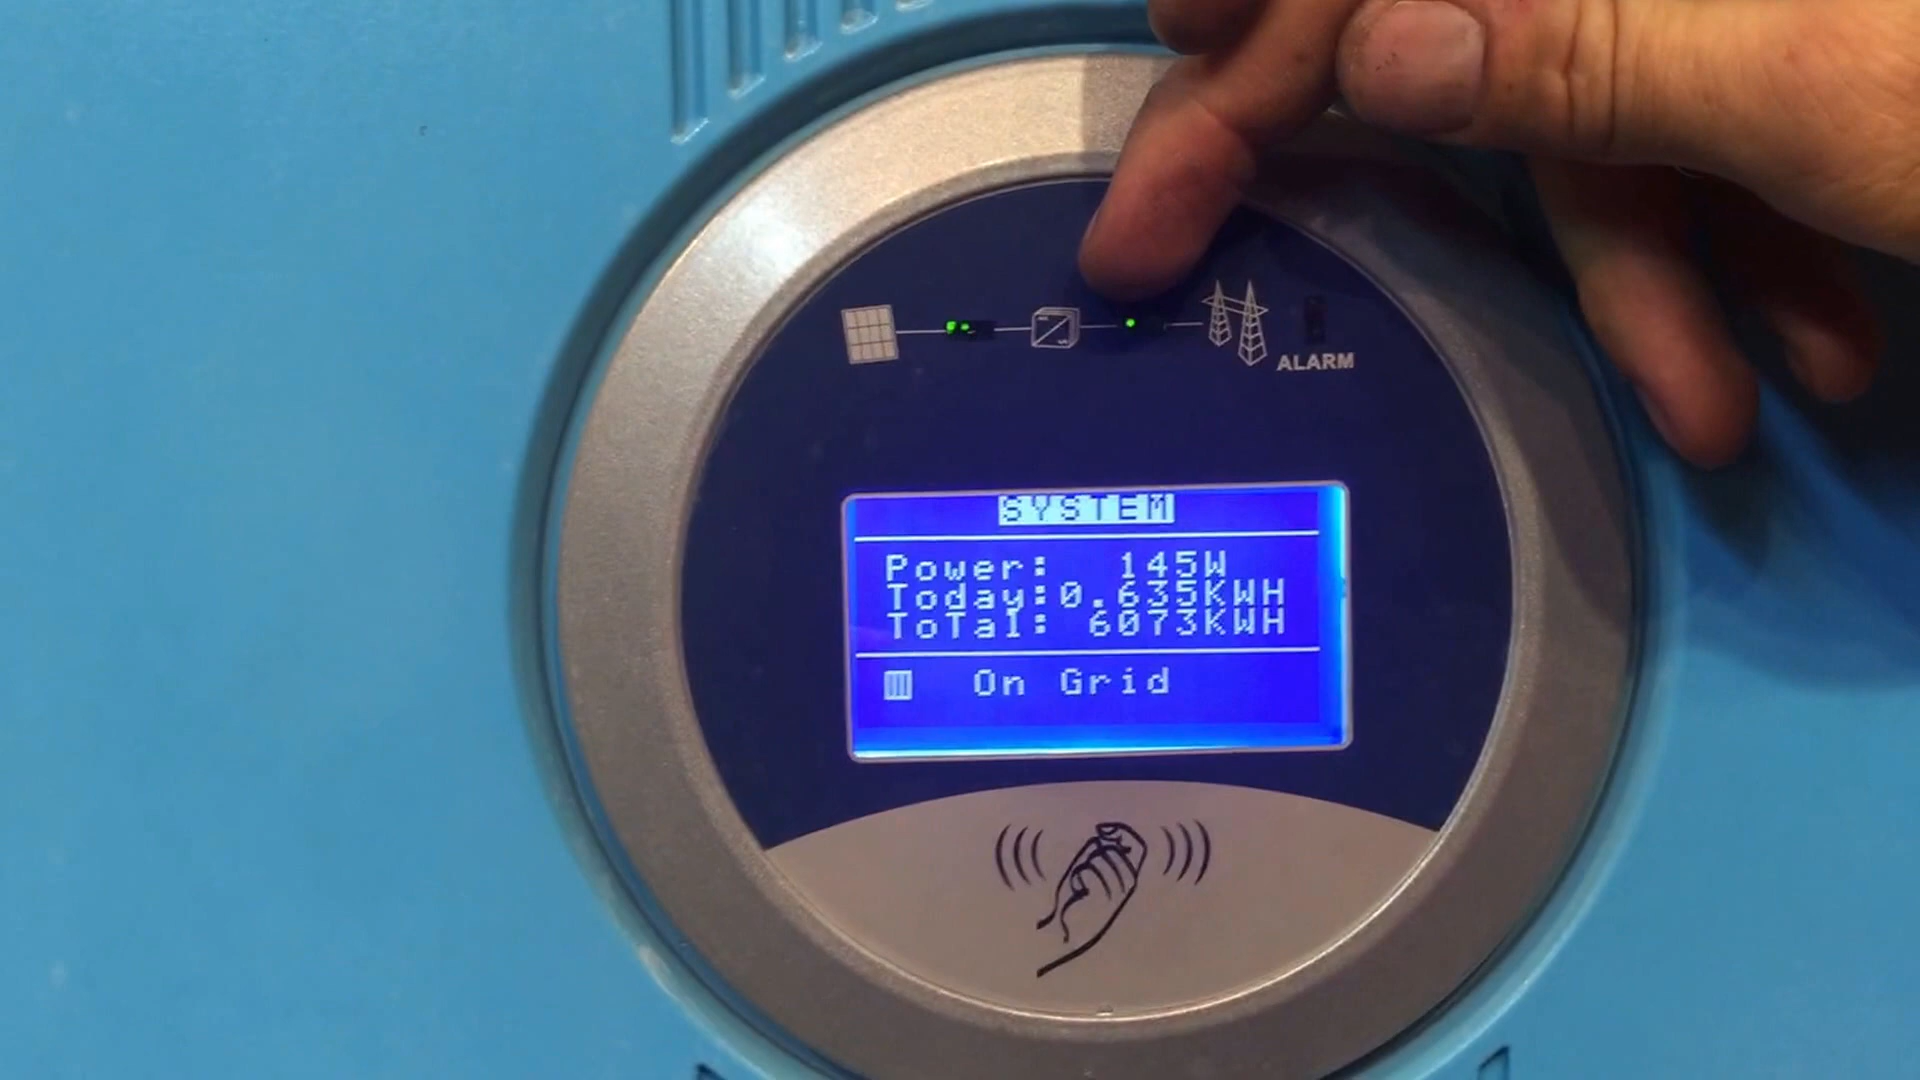 ALARM
SYSTEM
Power: 145W
Today:0.635KWH
ToTal: 6073KWH
On Grid